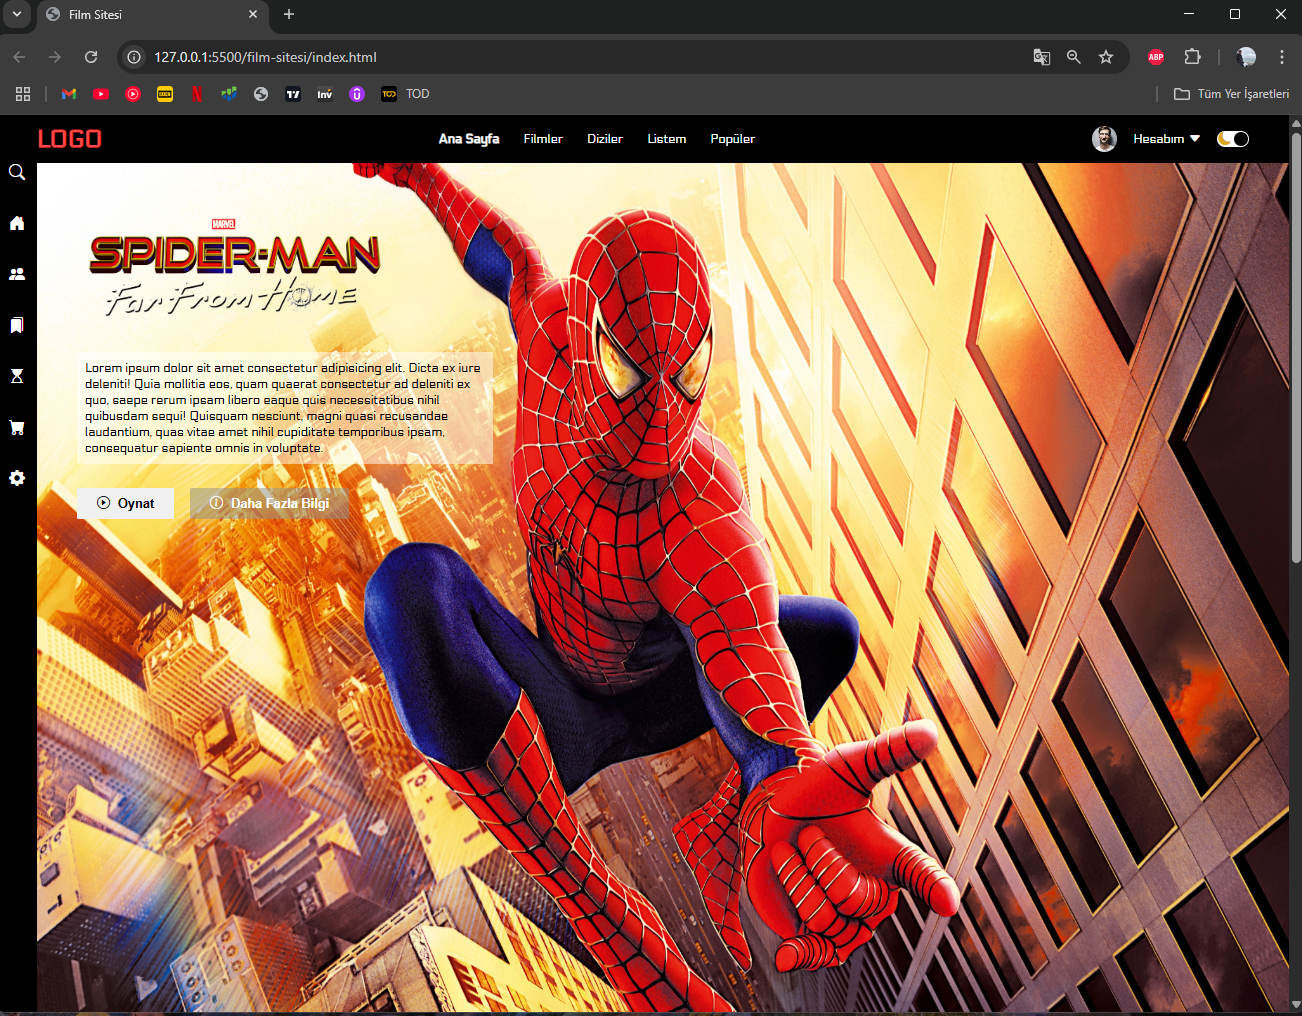 Film Sitesi
127.0.0.1:5500/film-sitesi/index.html
ABP
inv
TOD
TOD
Tüm Yer İşaretleri
LOGO
Ana Sayfa
Filmler
Diziler
Listem
Popüler
Hesabım
MARVEL
SPIDER-MAN
Far From Home
Lorem ipsum dolor sit amet consectetur adipisicing elit. Dicta ex iure
deleniti! Quia mollitia eos, quam quaerat consectetur ad deleniti ex
quo, saepe rerum ipsam libero eaque quis necessitatibus nihil
quibusdam sequi! Quisquam nesciunt, magni quasi recusandae
laudantium, quas vitae amet nihil cupiditate temporibus ipsam,
consequatur sapiente omnis in voluptate.
Oynat
Daha Fazla Bilgi